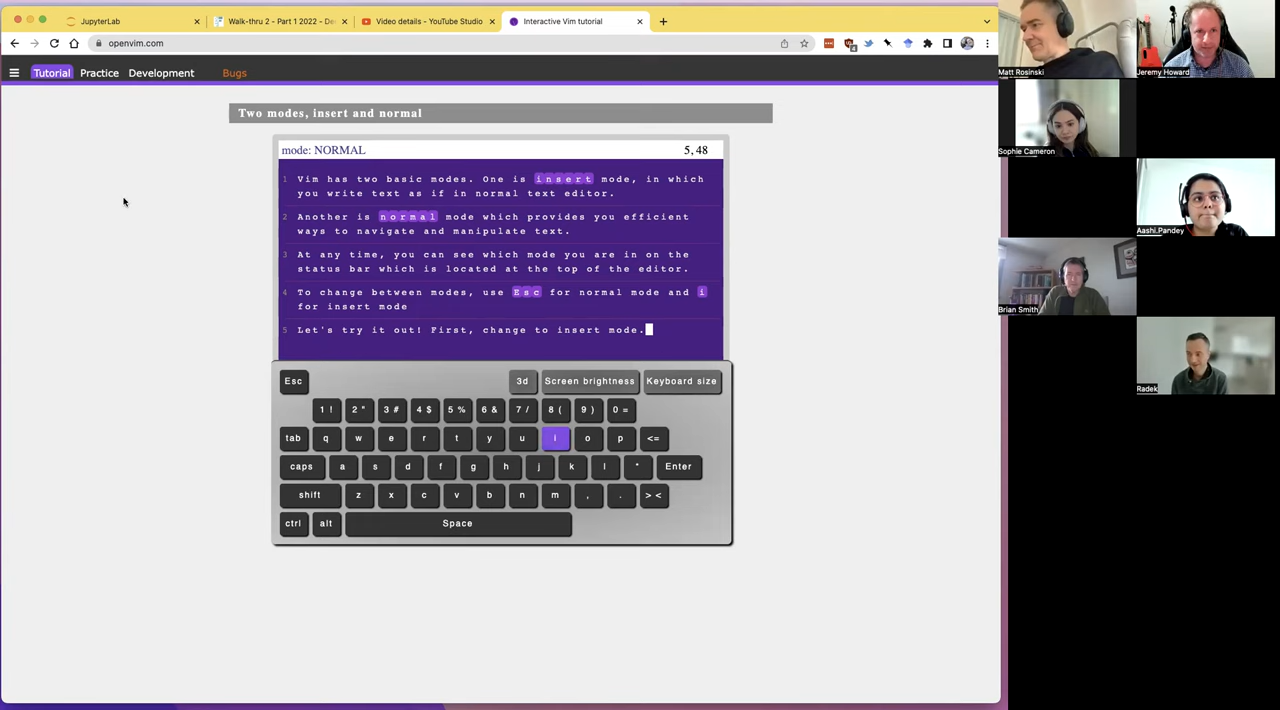 JupyterLab
Walk-thru 2 - Part 1 2022 - De
Video details - YouTube Studio
Interactive Vim tutorial
openvim.com
Tutorial Practice Development Bugs
Two modes, insert and normal
mode: NORMAL 5,48
1 Vim has two basic modes. One is insert mode, in which
you write text as if in normal text editor.
2 Another is normal mode which provides you efficient
ways to navigate and manipulate text.
3 At any time, you can see which mode you are in on the
status bar which is located at the top of the editor.
4 To change between modes, use Esc for normal mode and i
for insert mode
5 Let's try it out! First, change to insert mode.
Esc 3d Screen brightness Keyboard size
1 ! 2 " 3 # 4 $ 5 % 6 & 7 / 8 ( 9 ) 0 =
tab q w e r t y u i o p <=
caps a s d f g h j k l * Enter
shift z x c v b n m , . > <
ctrl alt Space
Matt Rosinski
Jeremy Howard
Sophie Cameron
Aashi.Pandey
Brian Smith
Radek